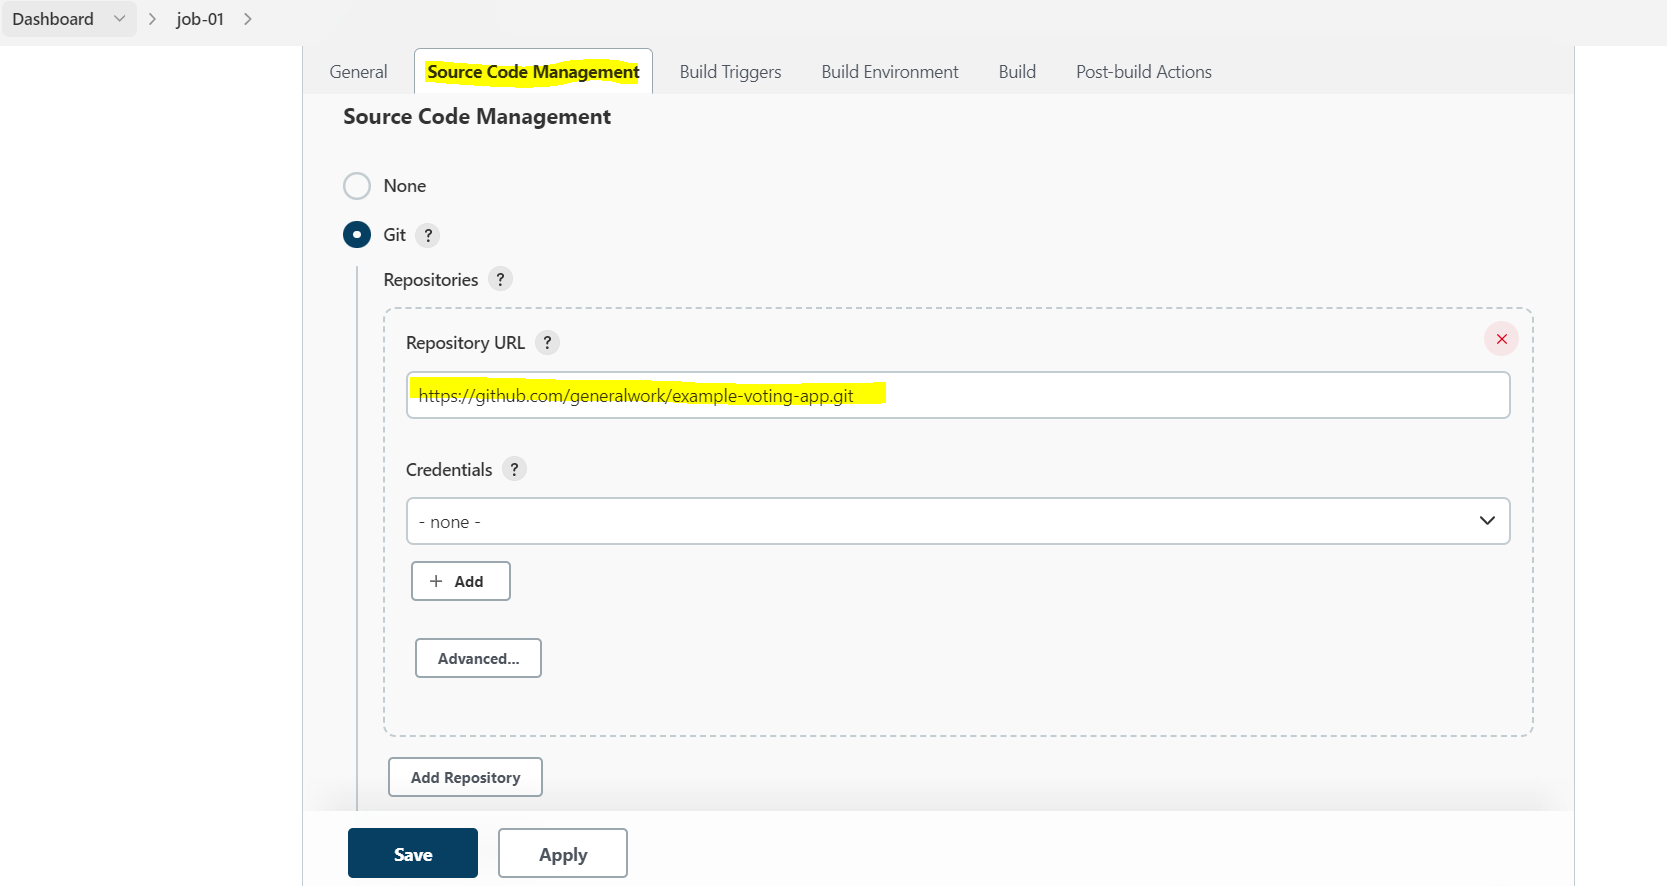 Dashboard job-01
General Source Code Management Build Triggers Build Environment Build Post-build Actions
Source Code Management
None
Git ?
Repositories ?
Repository URL ?
https://github.com/generalwork/example-voting-app.git
Credentials ?
- none -
+ Add
Advanced...
Add Repository
Save Apply